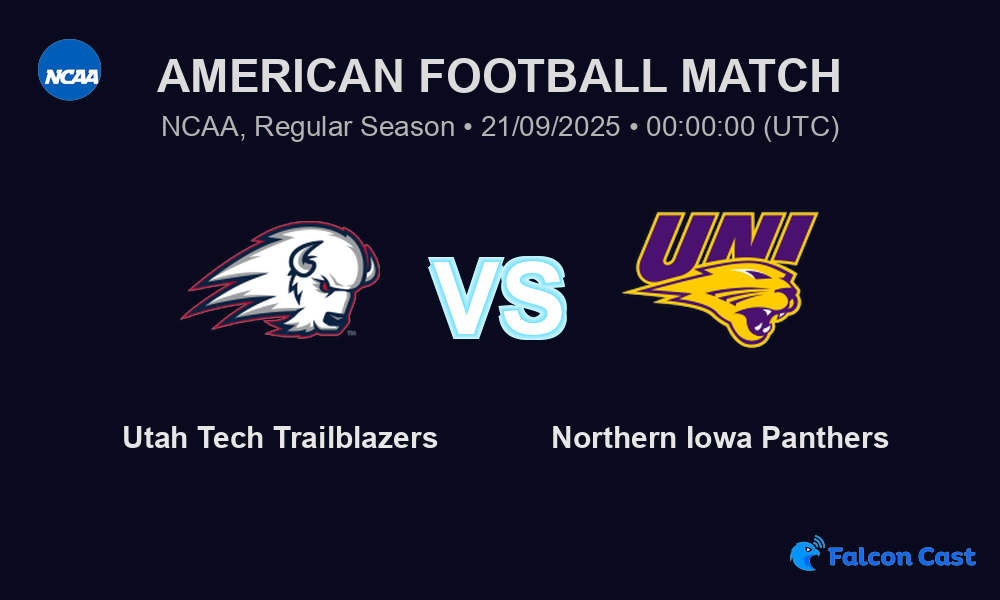 NCAA
AMERICAN FOOTBALL MATCH
NCAA, Regular Season • 21/09/2025 • 00:00:00 (UTC)
UNI
VS
TM
Utah Tech Trailblazers
Northern Iowa Panthers
Falcon Cast